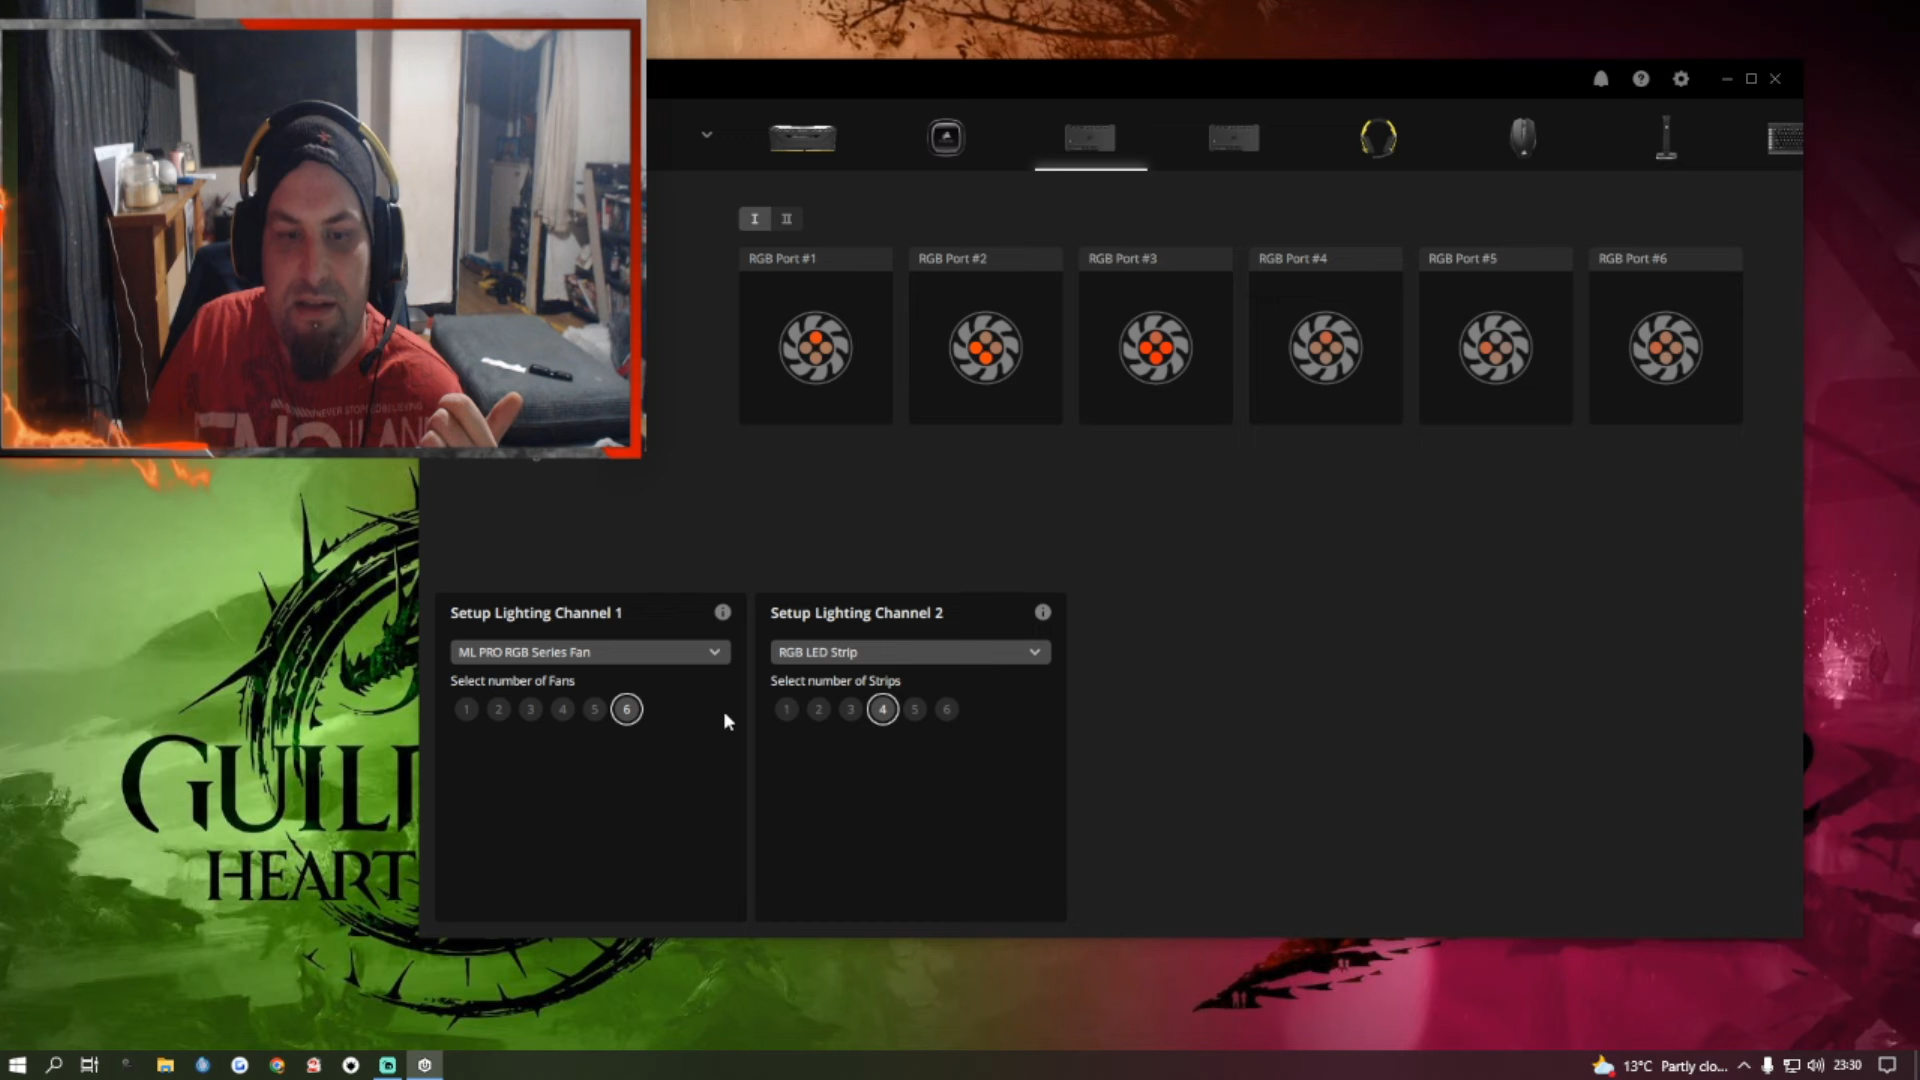 I
II
RGB Port #1
RGB Port #2
RGB Port #3
RGB Port #4
RGB Port #5
RGB Port #6
NEVER STOP BELIEVING
Setup Lighting Channel 1
Setup Lighting Channel 2
ML PRO RGB Series Fan
RGB LED Strip
Select number of Fans
Select number of Strips
1 2 3 4 5 6
1 2 3 4 5 6
GUIL
HEART
13°C Partly clo...
23:30